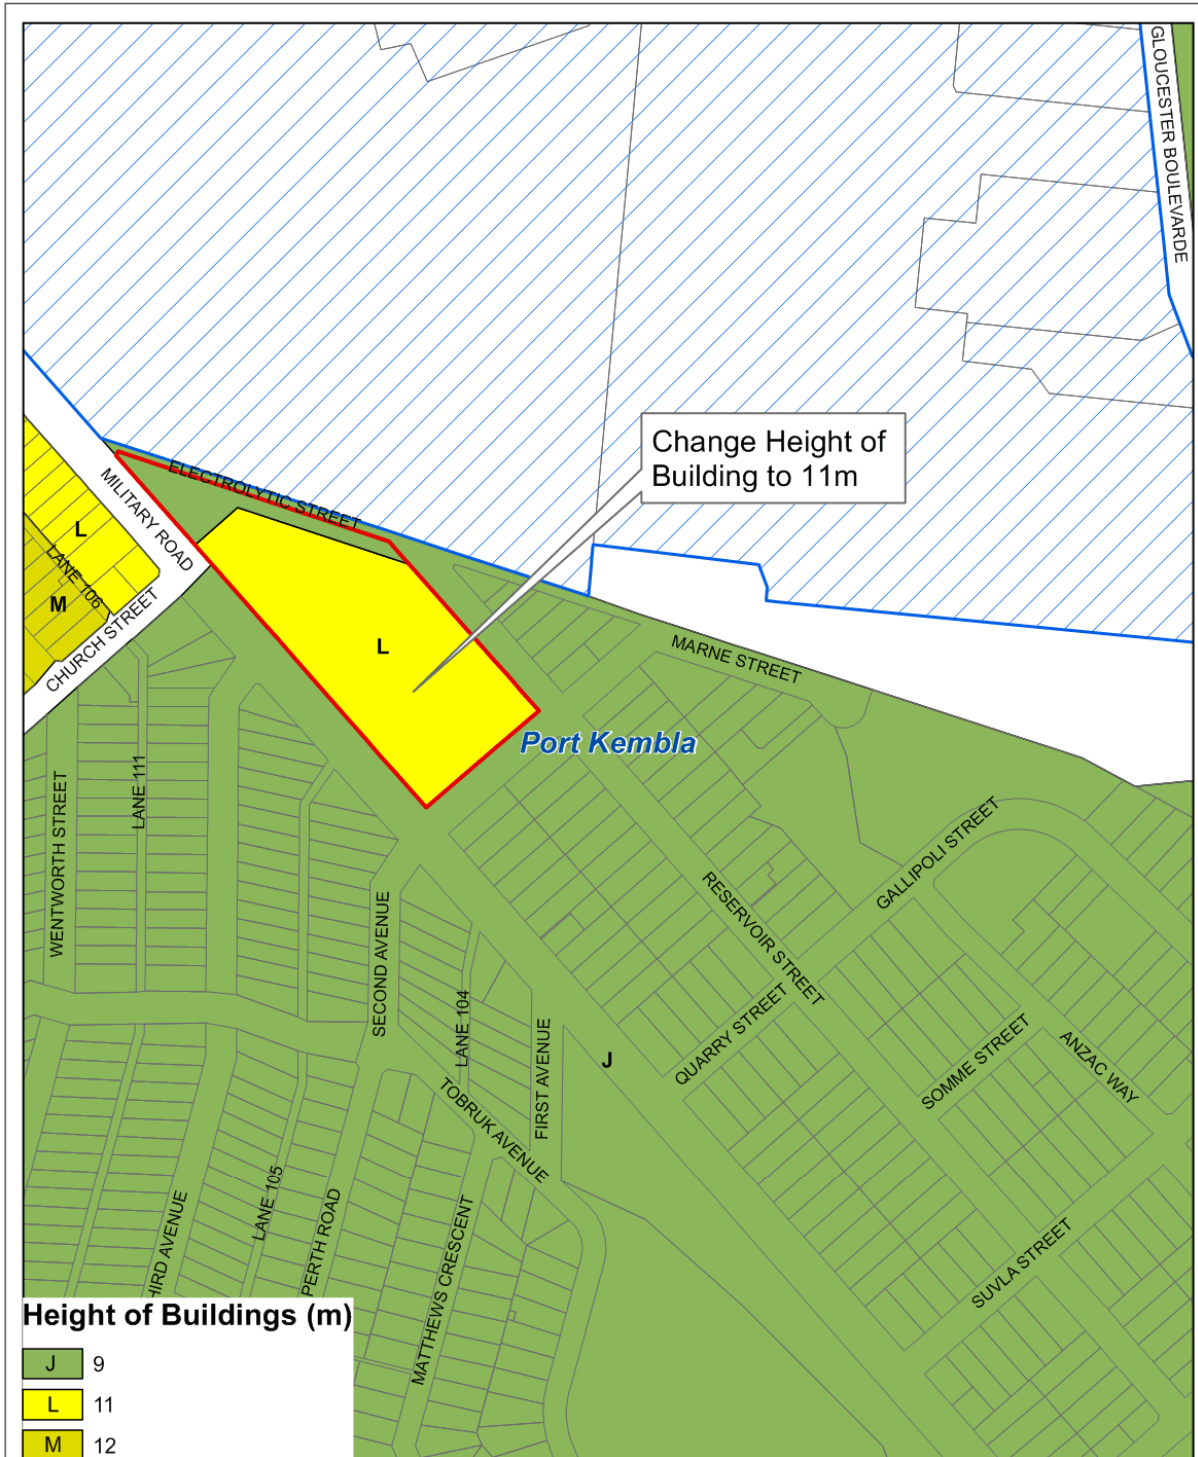 GLOUCESTER BOULEVARDE
Change Height of
Building to 11m
ELECTROLYTIC STREET
MILITARY ROAD
L
LANE 106
M
CHURCH STREET
L
MARNE STREET
Port Kembla
WENTWORTH STREET
LANE 111
GALLIPOLI STREET
RESERVOIR STREET
SECOND AVENUE
LANE 104
FIRST AVENUE
J
QUARRY STREET
SOMME STREET
ANZAC WAY
TOBRUK AVENUE
LANE 105
PERTH ROAD
HIRD AVENUE
MATTHEWS CRESCENT
SUVLA STREET
Height of Buildings (m)
J 9
L 11
M 12